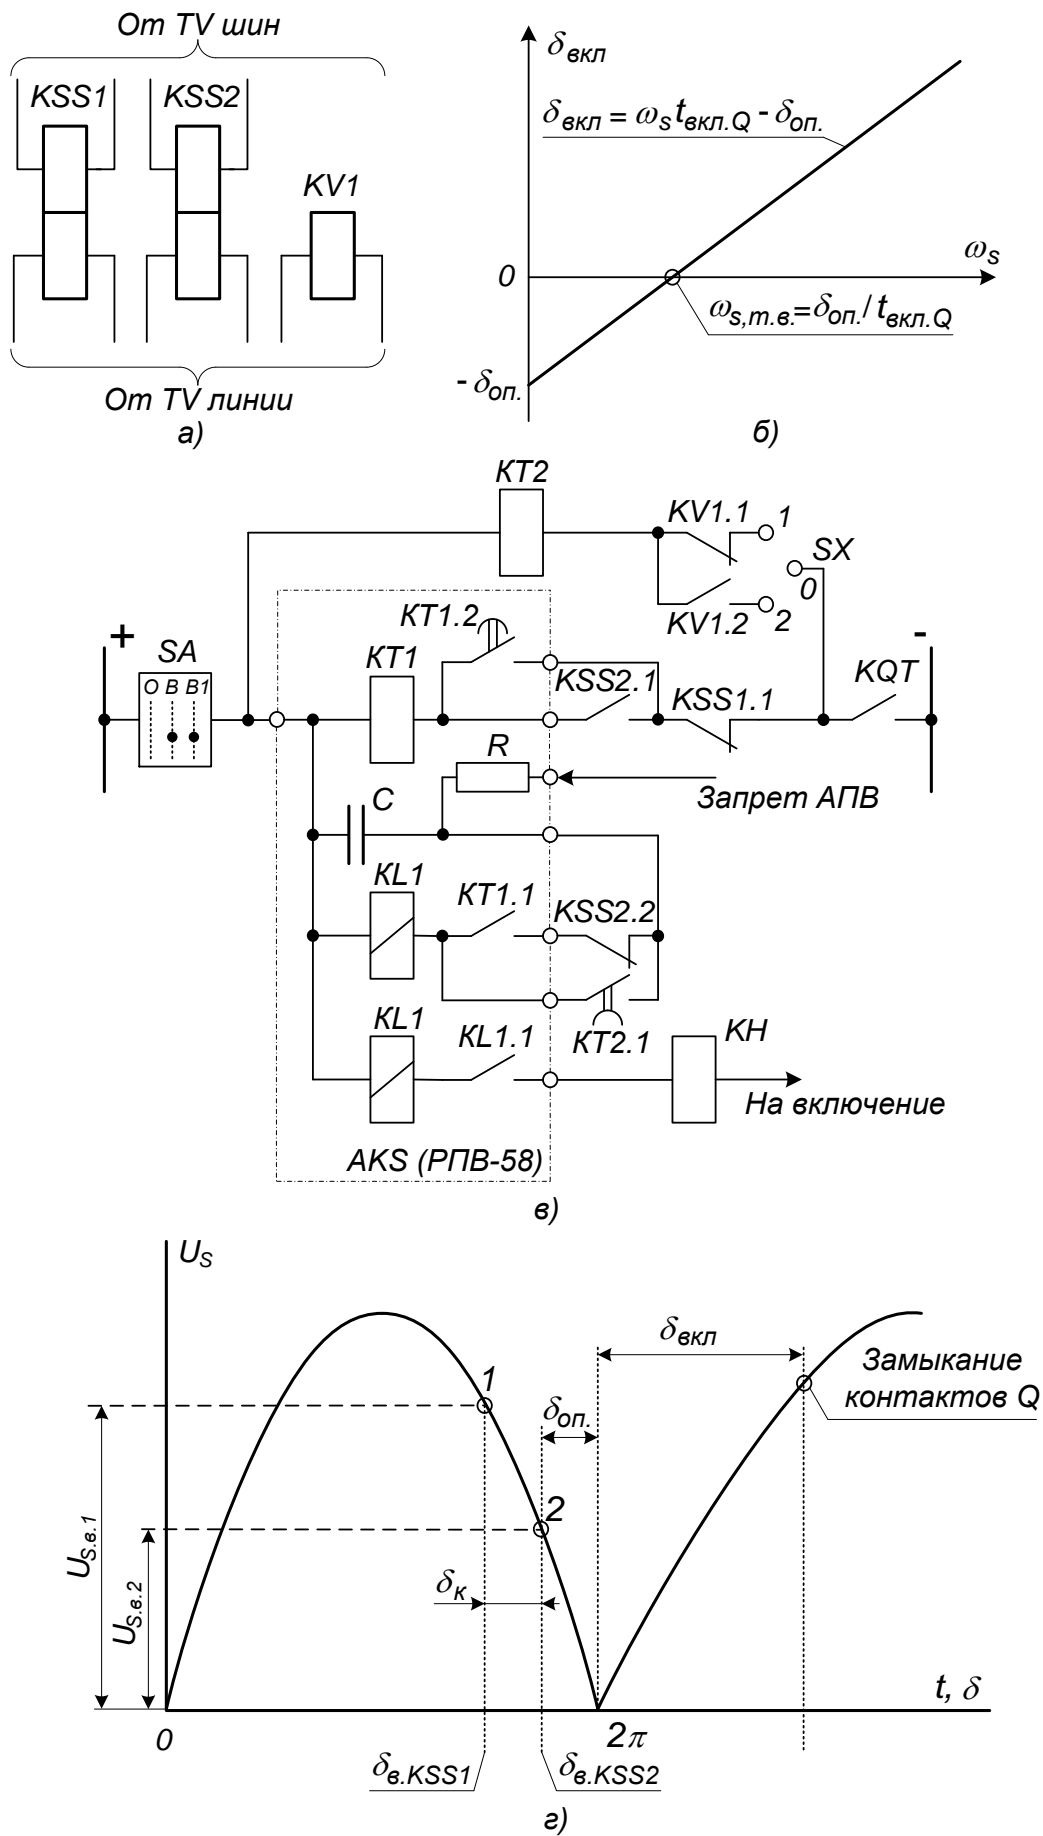 От TV шин
KSS1
KSS2
KV1
От TV линии
а)
δвкл
δвкл = ωs tвкл.Q - δоп.
0
ωs
ωs,т.в.=δоп./tвкл.Q
- δоп.
б)
KT2
KV1.1
1
SX
0
KV1.2
2
+
-
SA
О В В1
KT1.2
KT1
KSS2.1
KSS1.1
KQT
R
Запрет АПВ
C
KL1
KT1.1
KSS2.2
KT2.1
KL1
KL1.1
KH
На включение
AKS (РПВ-58)
в)
US
1
δвкл
Замыкание
контактов Q
δоп.
2
US.в.1
US.в.2
δк
t, δ
0
2π
δв.KSS1
δв.KSS2
г)